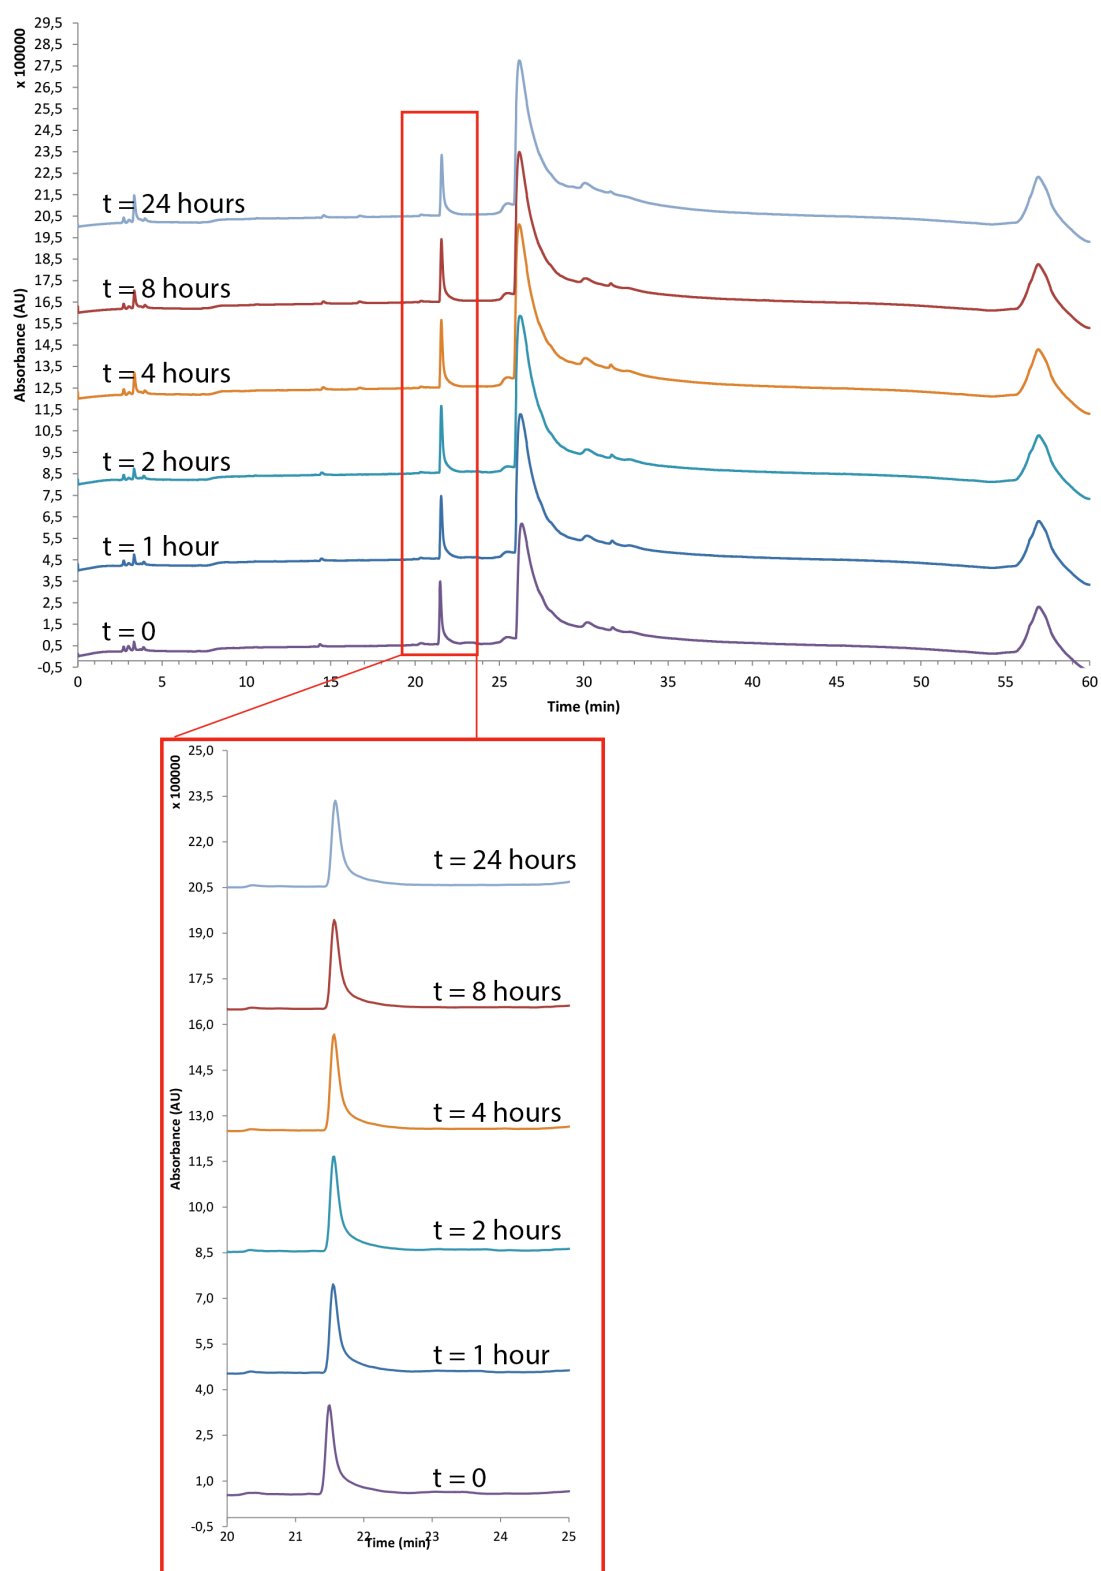 x 100000
Absorbance (AU)
29,5
28,5
27,5
26,5
25,5
24,5
23,5
22,5
21,5
20,5
19,5
18,5
17,5
16,5
15,5
14,5
13,5
12,5
11,5
10,5
9,5
8,5
7,5
6,5
5,5
4,5
3,5
2,5
1,5
0,5
-0,5
t = 24 hours
t = 8 hours
t = 4 hours
t = 2 hours
t = 1 hour
t = 0
0 5 10 15 20 25 30 35 40 45 50 55 60
Time (min)
x 100000
Absorbance (AU)
25,0
23,5
22,0
20,5
19,0
17,5
16,0
14,5
13,0
11,5
10,0
8,5
7,0
5,5
4,0
2,5
1,0
-0,5
t = 24 hours
t = 8 hours
t = 4 hours
t = 2 hours
t = 1 hour
t = 0
20 21 22 23 24 25
Time (min)